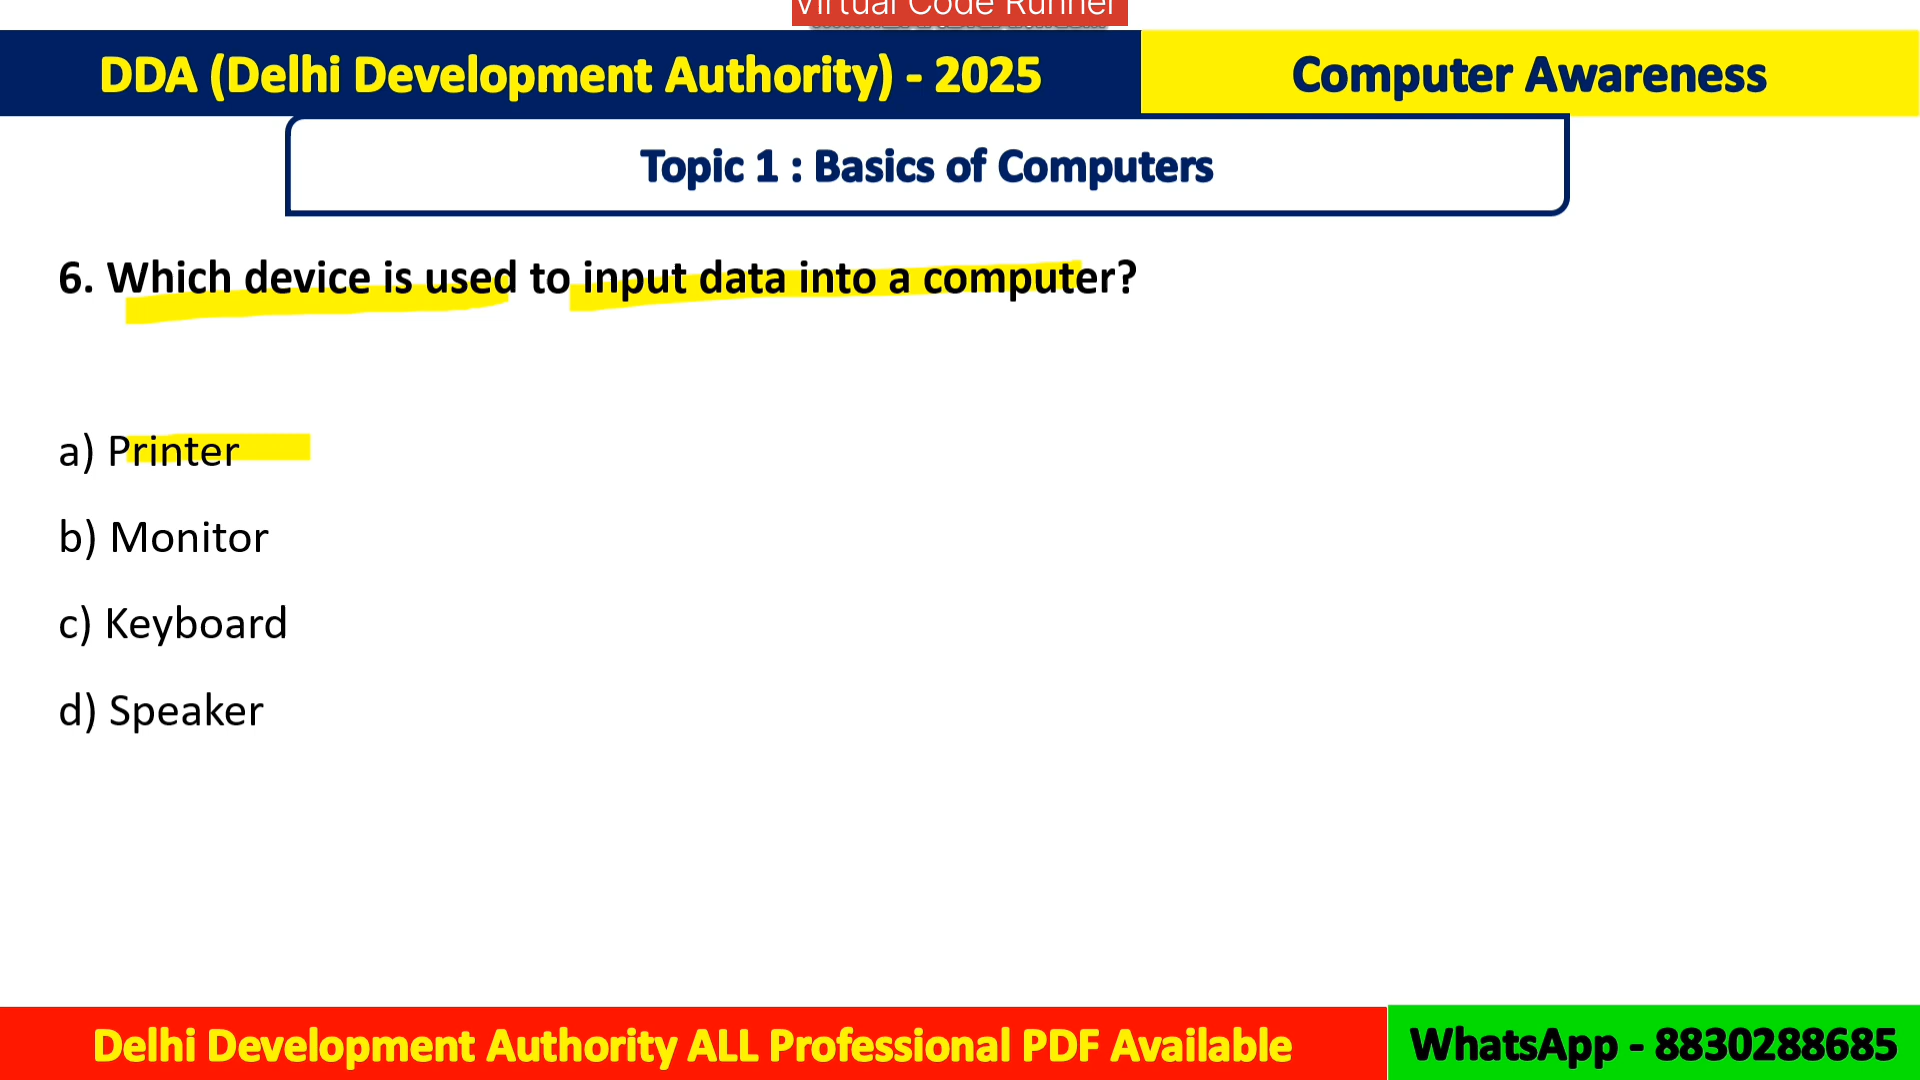 Virtual Code Runner
DDA (Delhi Development Authority) - 2025
Computer Awareness
Topic 1 : Basics of Computers
6. Which device is used to input data into a computer?
a) Printer
b) Monitor
c) Keyboard
d) Speaker
Delhi Development Authority ALL Professional PDF Available
WhatsApp - 8830288685